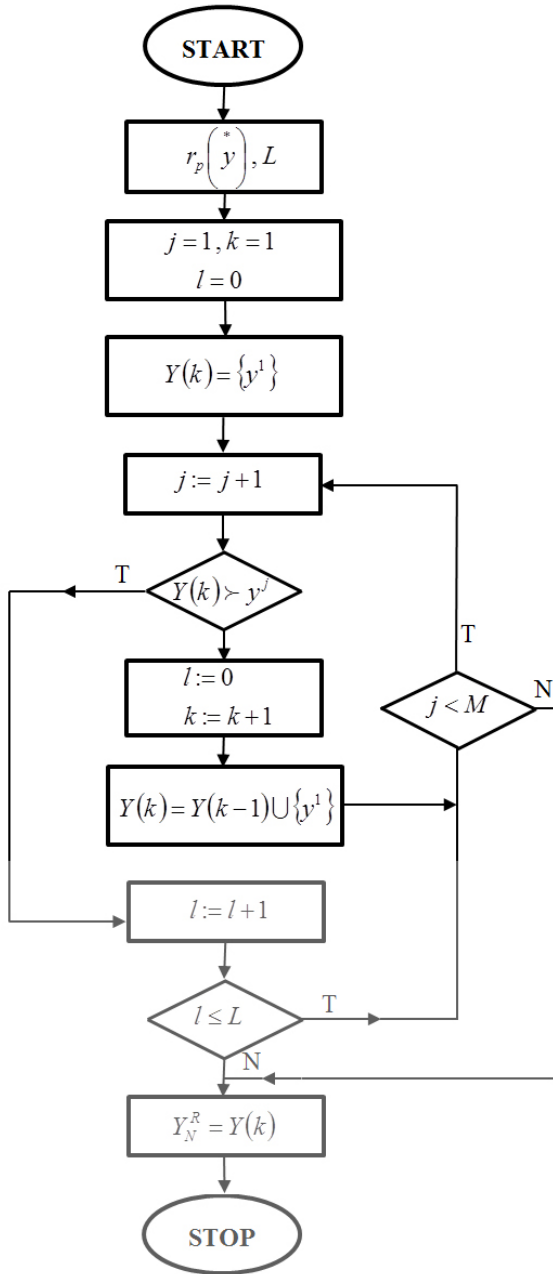 START
r_p(y^*), L
j = 1, k = 1
l = 0
Y(k) = {y^1}
j := j + 1
T
Y(k) ≻ y^j
T
l := 0
k := k + 1
j < M
N
Y(k) = Y(k−1) ∪ {y^1}
l := l + 1
l ≤ L
T
N
Y_N^R = Y(k)
STOP